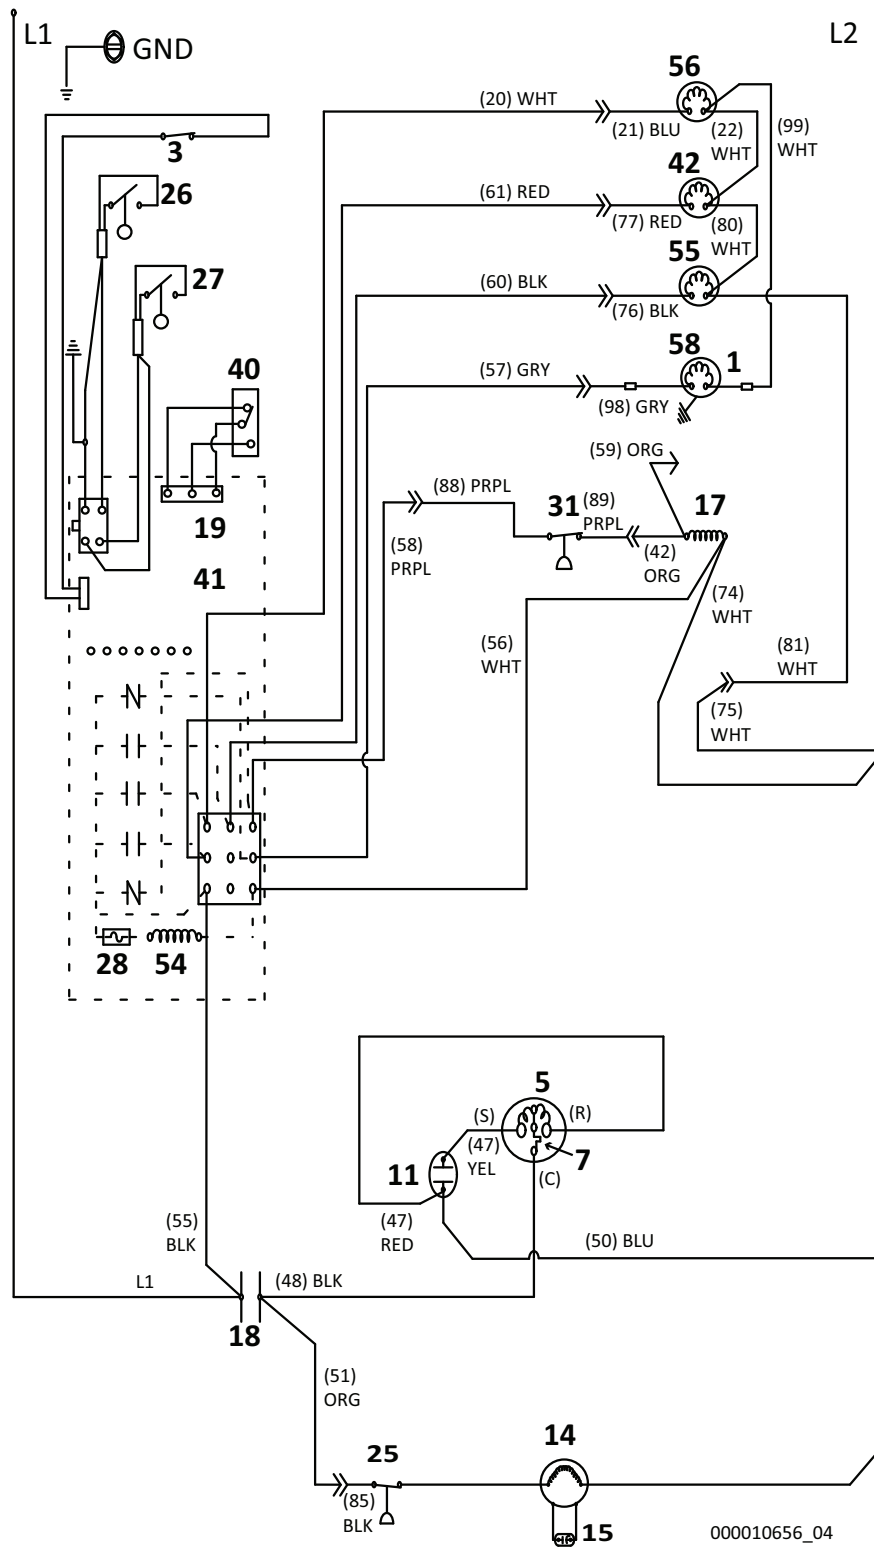 L1
GND
L2
56
(20) WHT
(21) BLU
(22)
WHT
(99)
WHT
3
42
26
(61) RED
(77) RED
(80)
WHT
55
27
(60) BLK
(76) BLK
58
1
40
(57) GRY
(98) GRY
(59) ORG
(88) PRPL
31
(89)
PRPL
17
19
(58)
PRPL
(42)
ORG
41
(74)
WHT
(56)
WHT
(81)
WHT
(75)
WHT
28
54
5
(S)
(R)
(47)
YEL
7
11
(C)
(55)
BLK
(47)
RED
(50) BLU
L1
(48) BLK
18
(51)
ORG
25
14
(85)
BLK
15
000010656_04